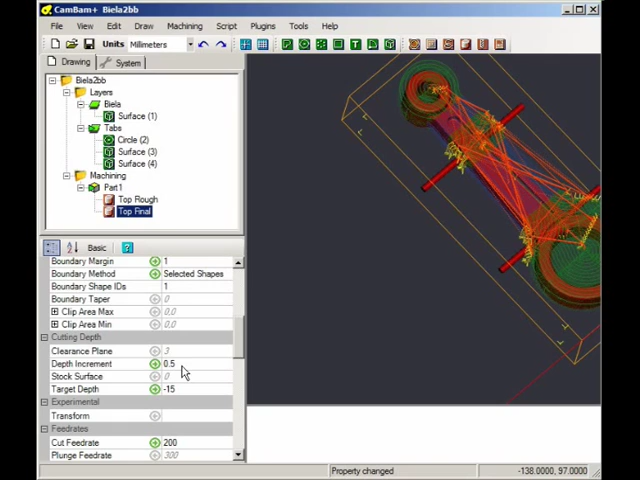 CamBam+ Biela2bb
File View Edit Draw Machining Script Plugins Tools Help
Units Millimeters
Drawing System
Biela2bb
Layers
Biela
Surface (1)
Tabs
Circle (2)
Surface (3)
Surface (4)
Machining
Part1
Top Rough
Top Final
Basic
Boundary Margin 1
Boundary Method Selected Shapes
Boundary Shape IDs 1
Boundary Taper 0
Clip Area Max 0,0
Clip Area Min 0,0
Cutting Depth
Clearance Plane 3
Depth Increment 0.5
Stock Surface 0
Target Depth -15
Experimental
Transform
Feedrates
Cut Feedrate 200
Plunge Feedrate 300
Property changed -138.0000, 97.0000